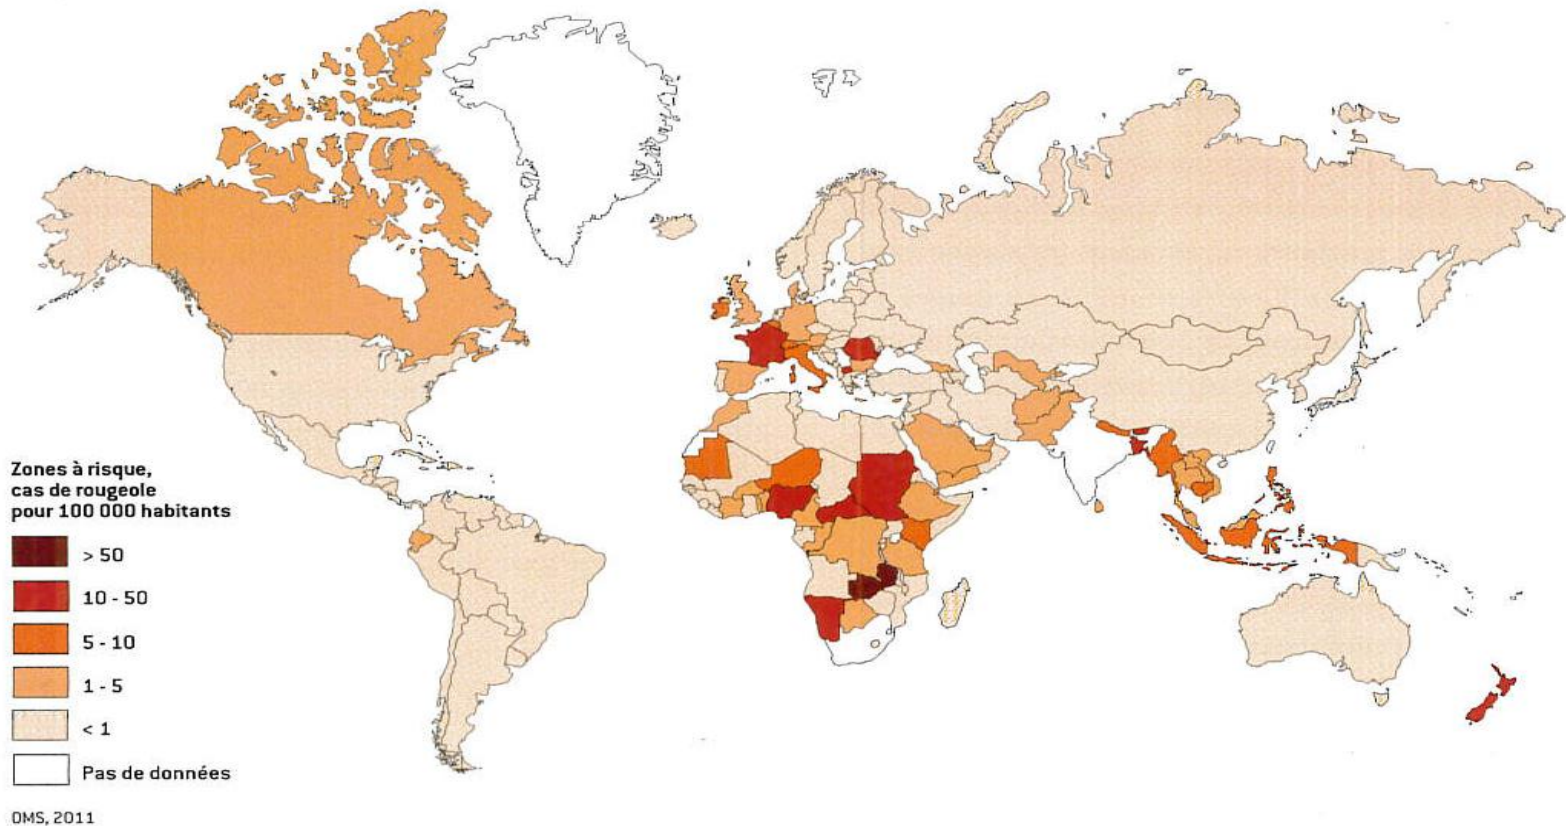 Zones à risque,
cas de rougeole
pour 100 000 habitants
> 50
10 - 50
5 - 10
1 - 5
< 1
Pas de données
OMS, 2011